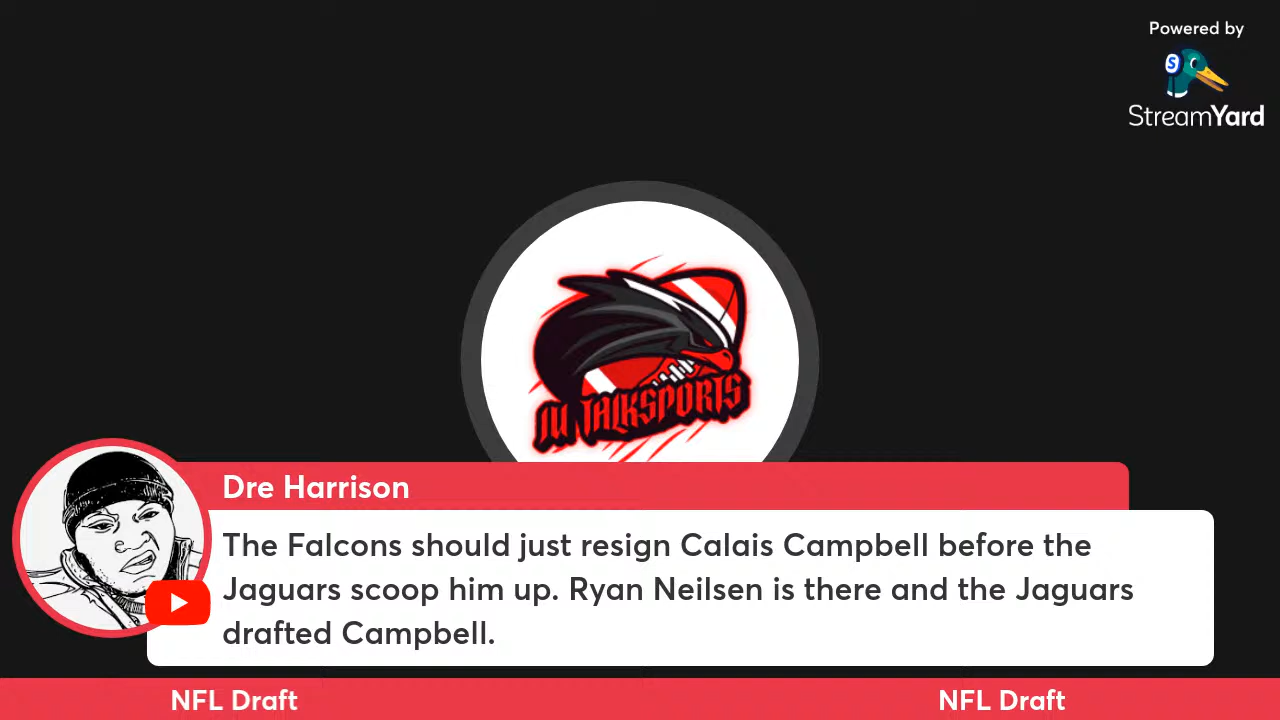 Powered by
S
StreamYard
IU TALKSPORTS
Dre Harrison
The Falcons should just resign Calais Campbell before the
Jaguars scoop him up. Ryan Neilsen is there and the Jaguars
drafted Campbell.
NFL Draft
NFL Draft